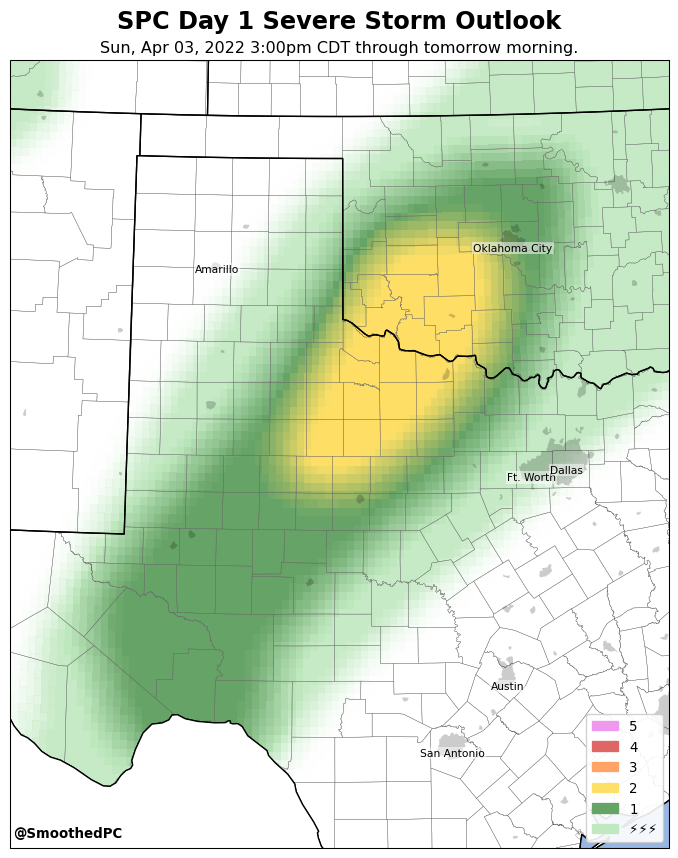 SPC Day 1 Severe Storm Outlook
Sun, Apr 03, 2022 3:00pm CDT through tomorrow morning.
Oklahoma City
Amarillo
Dallas
Ft. Worth
Austin
San Antonio
5
4
3
2
1
⚡⚡⚡
@SmoothedPC